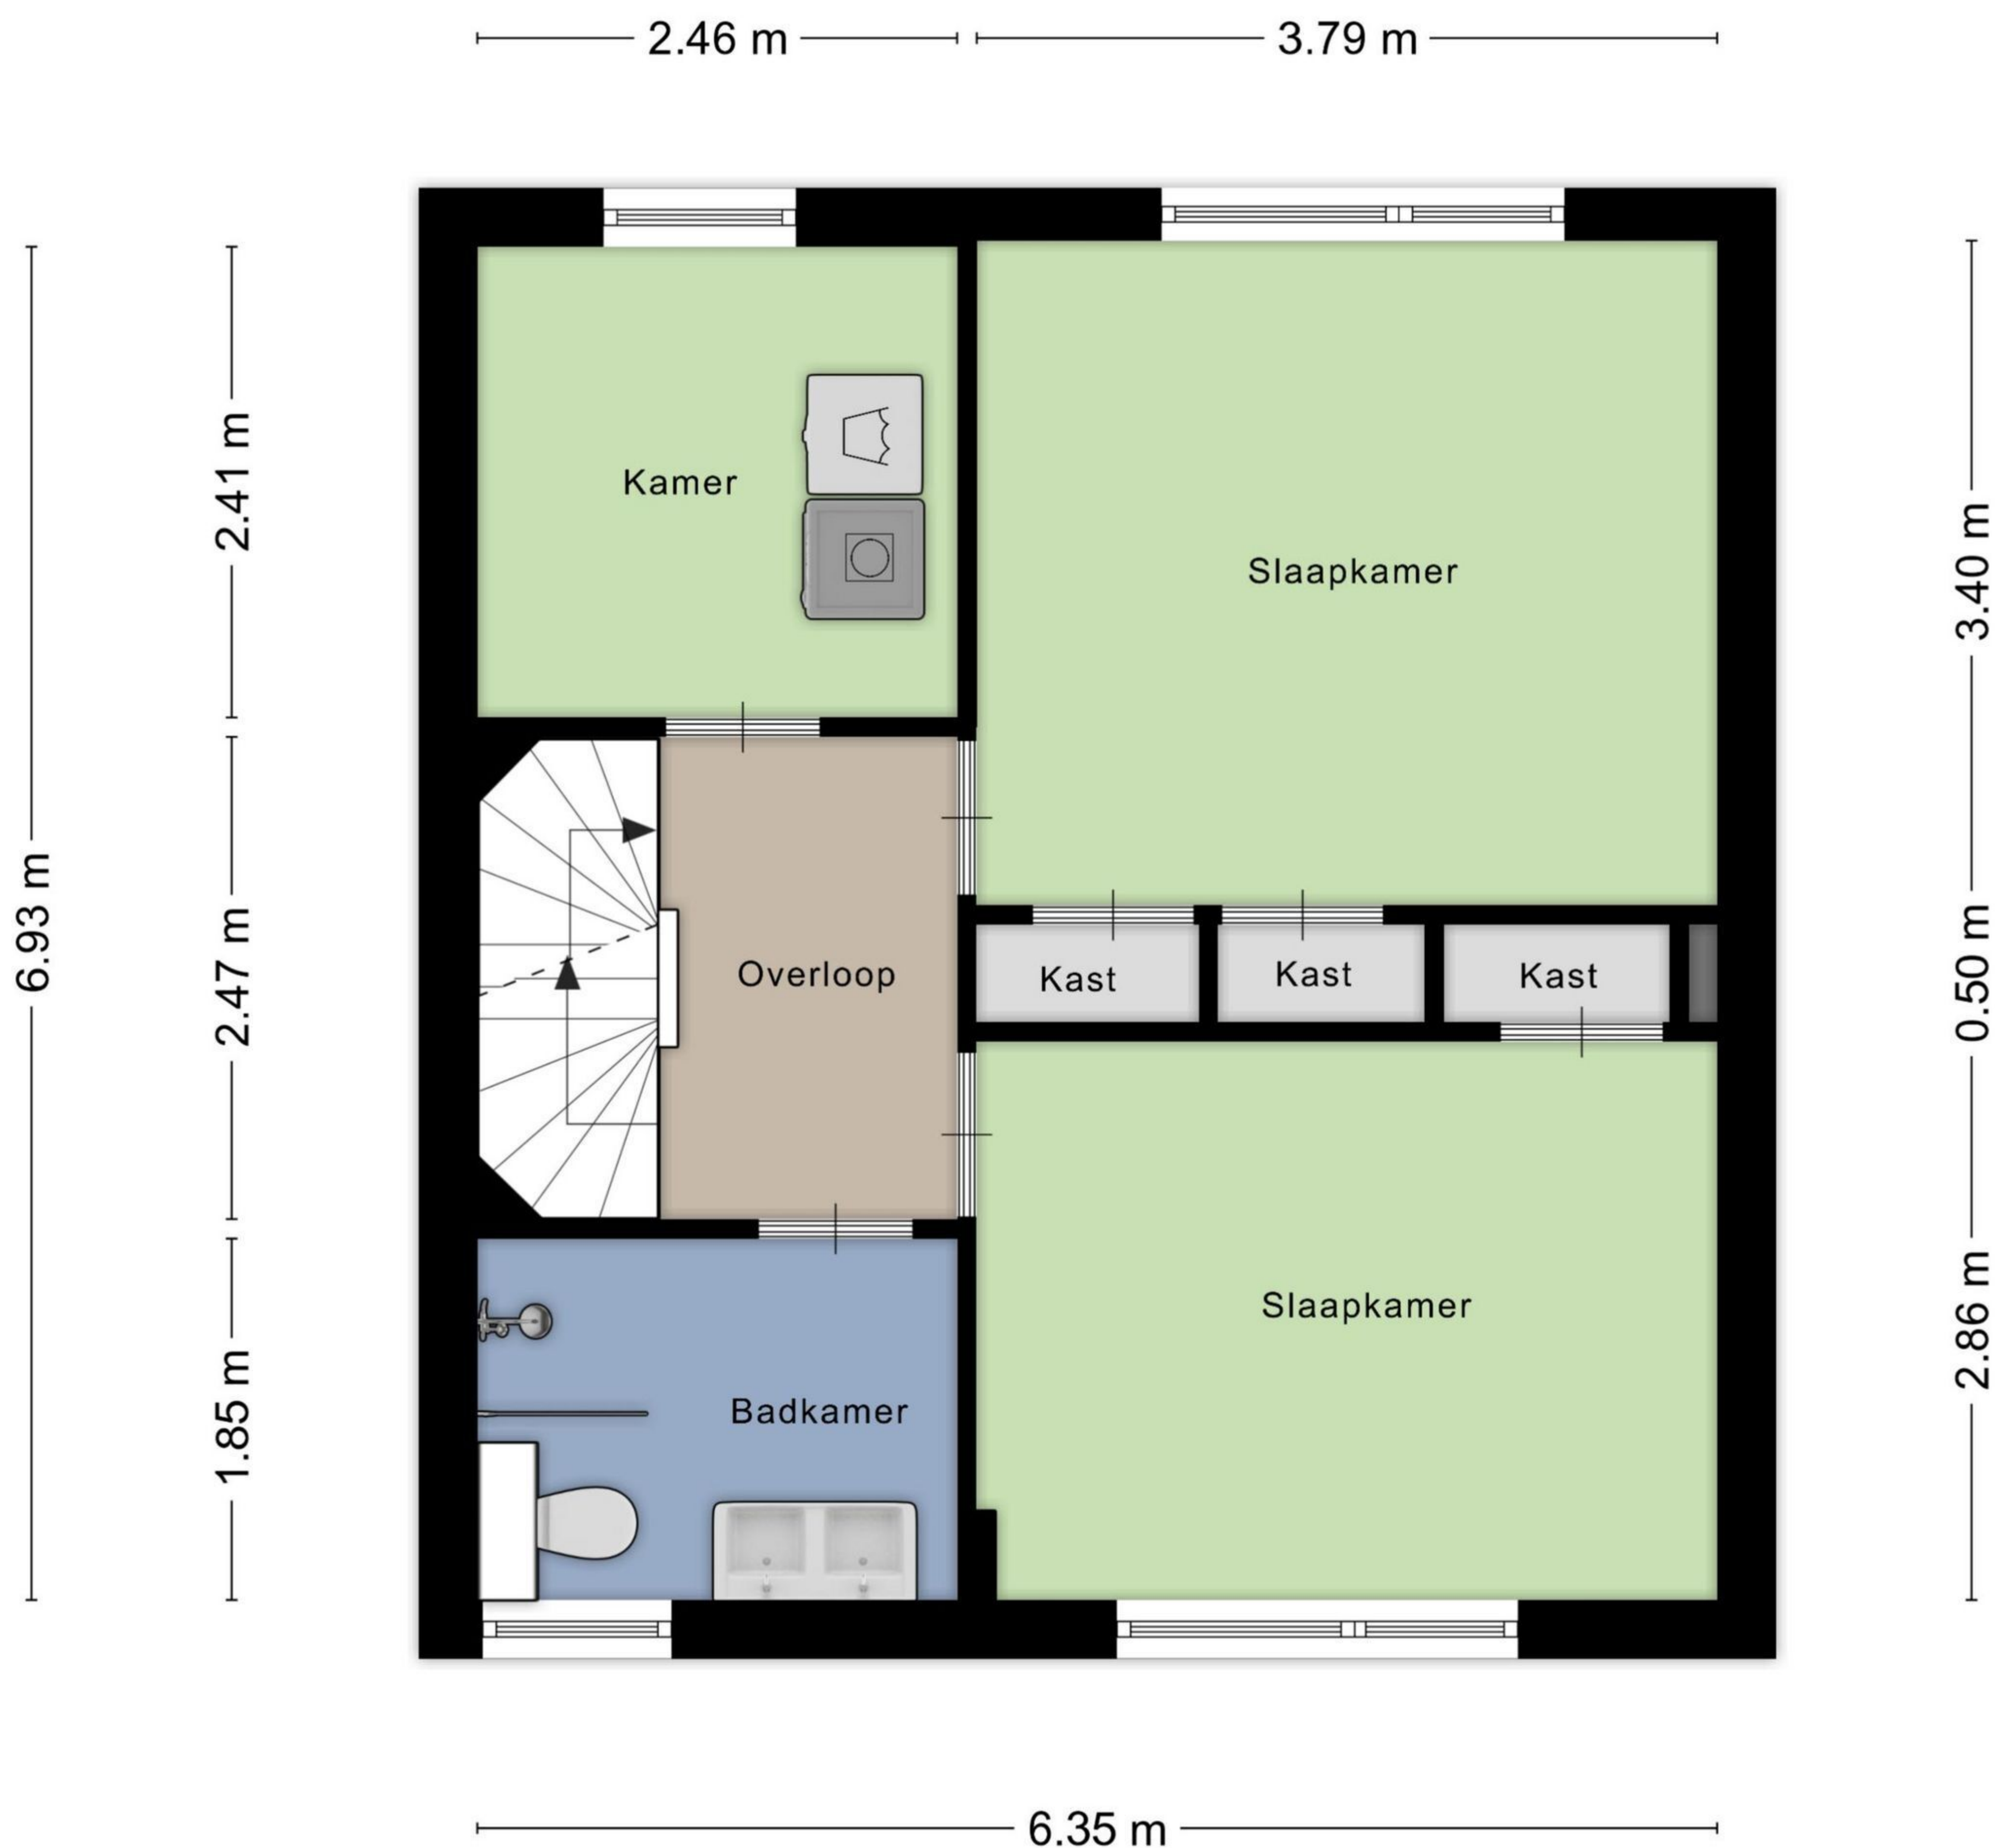 2.46 m
3.79 m
6.93 m
2.41 m
2.47 m
1.85 m
Kamer
Slaapkamer
3.40 m
Overloop
Kast
Kast
Kast
0.50 m
Slaapkamer
2.86 m
Badkamer
6.35 m